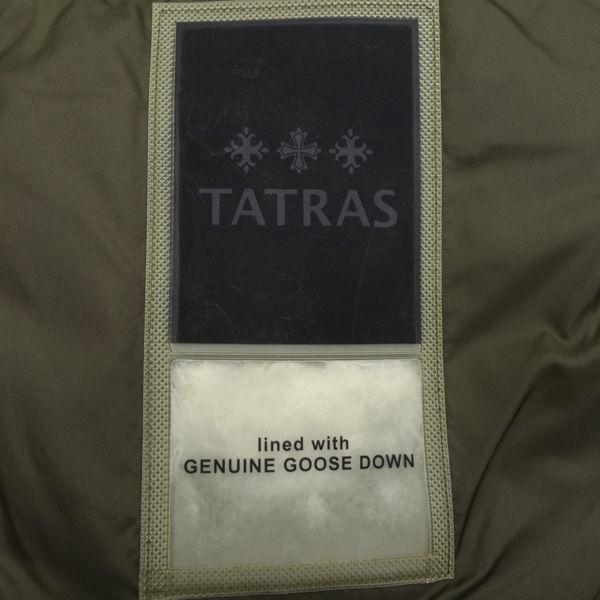 TATRAS
lined with
GENUINE GOOSE DOWN